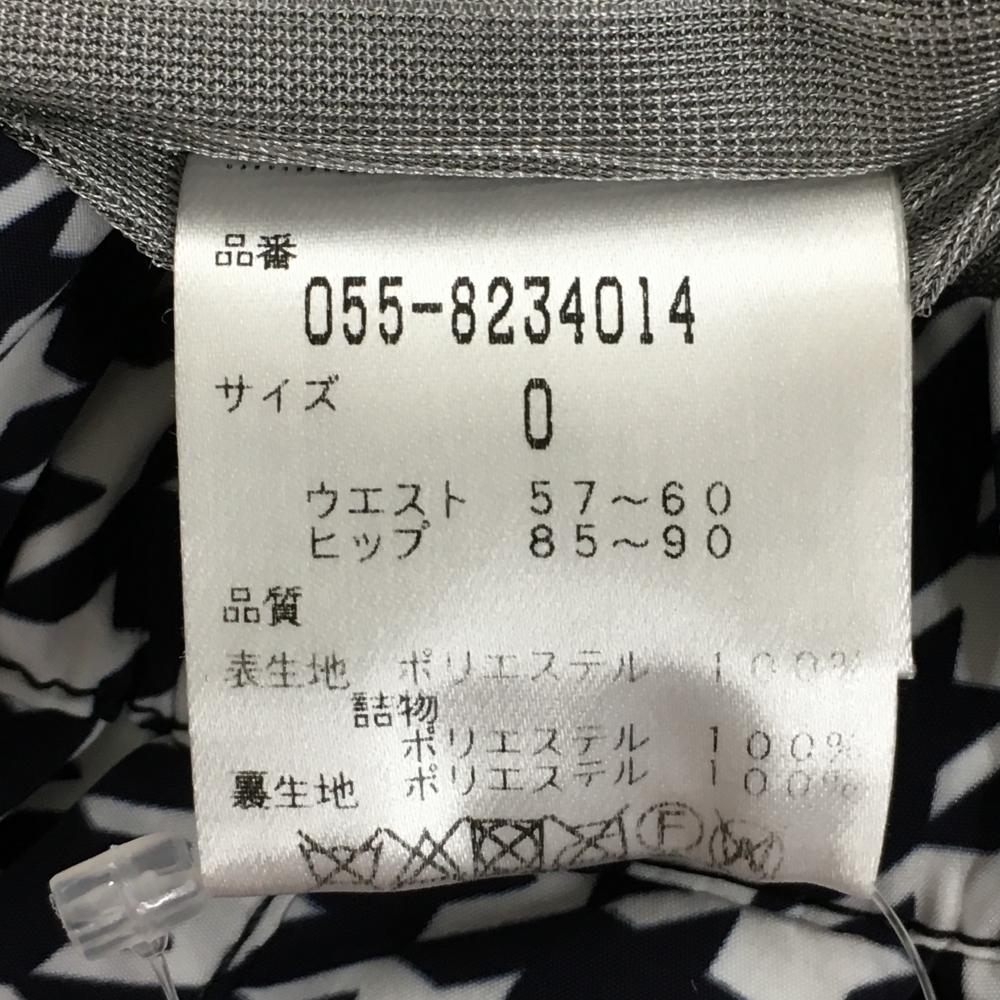 品番
055-8234014
サイズ 0
ウエスト 57～60
ヒップ 85～90
品質
表生地 ポリエステル 100%
詰物
ポリエステル 100%
裏生地 ポリエステル 100%
F W